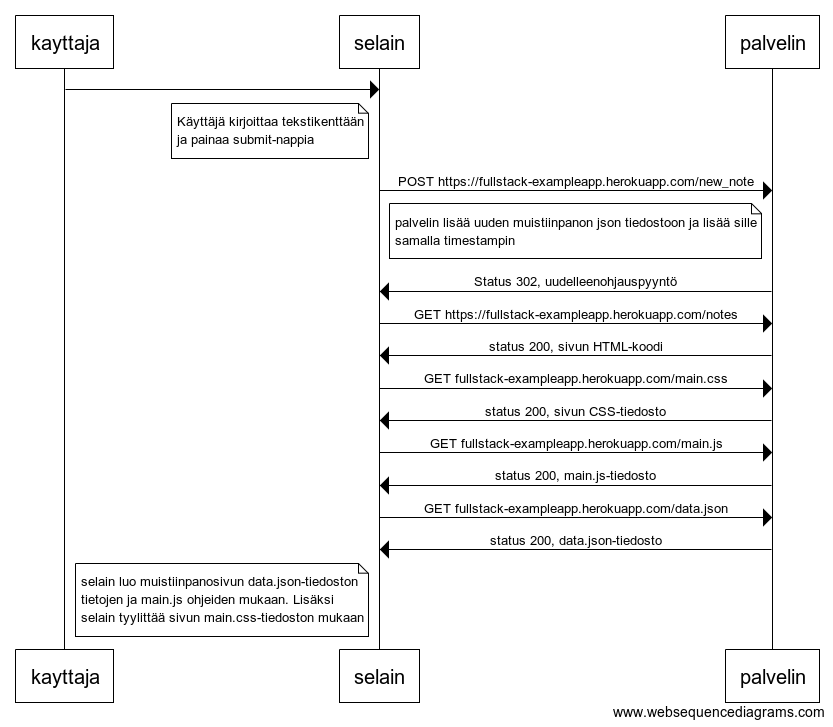 kayttaja
selain
palvelin
Käyttäjä kirjoittaa tekstikenttään
ja painaa submit-nappia
POST https://fullstack-exampleapp.herokuapp.com/new_note
palvelin lisää uuden muistiinpanon json tiedostoon ja lisää sille
samalla timestampin
Status 302, uudelleenohjauspyyntö
GET https://fullstack-exampleapp.herokuapp.com/notes
status 200, sivun HTML-koodi
GET fullstack-exampleapp.herokuapp.com/main.css
status 200, sivun CSS-tiedosto
GET fullstack-exampleapp.herokuapp.com/main.js
status 200, main.js-tiedosto
GET fullstack-exampleapp.herokuapp.com/data.json
status 200, data.json-tiedosto
selain luo muistiinpanosivun data.json-tiedoston
tietojen ja main.js ohjeiden mukaan. Lisäksi
selain tyylittää sivun main.css-tiedoston mukaan
kayttaja
selain
palvelin
www.websequencediagrams.com